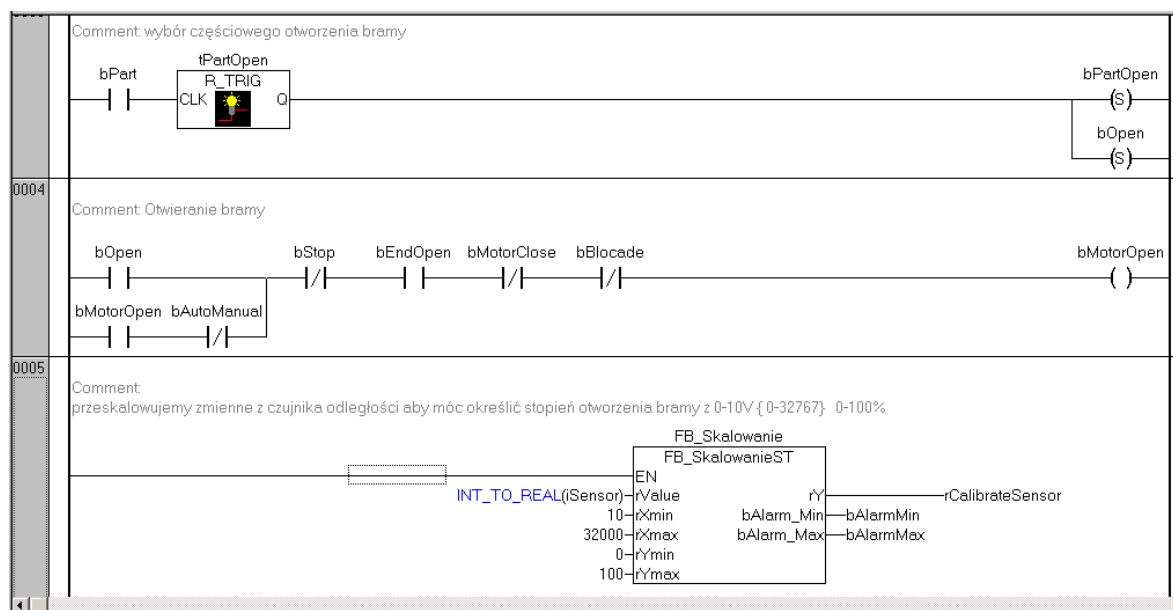 Comment: wybór częściowego otworzenia bramy
tPartOpen
bPart
R_TRIG
bPartOpen
CLK
Q
(S)
bOpen
(S)
0004
Comment: Otwieranie bramy
bOpen bStop bEndOpen bMotorClose bBlocade bMotorOpen
bMotorOpen bAutoManual
0005
Comment:
przeskalowujemy zmienne z czujnika odległości aby móc określić stopień otworzenia bramy z 0-10V { 0-32767} 0-100%
FB_Skalowanie
FB_SkalowanieST
EN
INT_TO_REAL(iSensor) rValue rY rCalibrateSensor
10 rXmin bAlarm_Min bAlarmMin
32000 rXmax bAlarm_Max bAlarmMax
0 rYmin
100 rYmax